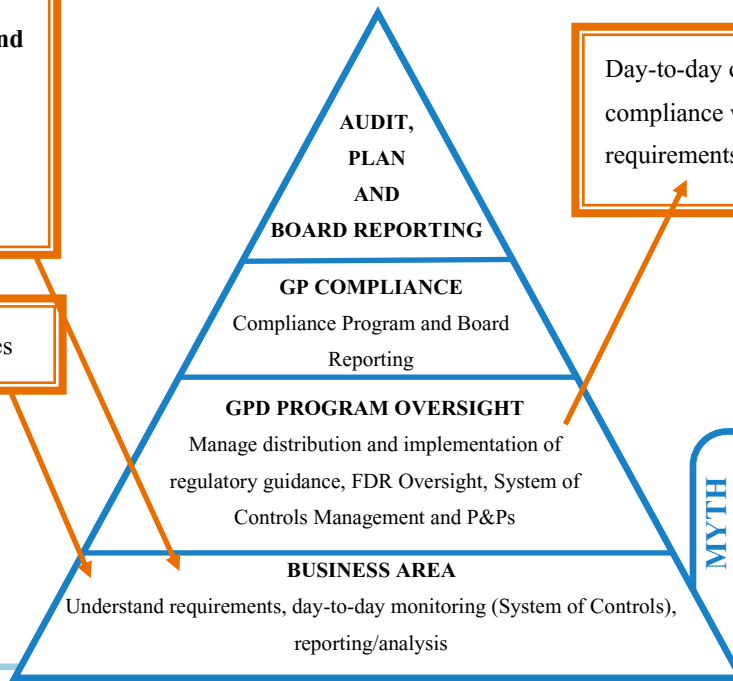 nd
Day-to-day
compliance
requirements
es
AUDIT,
PLAN
AND
BOARD REPORTING
GP COMPLIANCE
Compliance Program and Board
Reporting
GPD PROGRAM OVERSIGHT
Manage distribution and implementation of
regulatory guidance, FDR Oversight, System of
Controls Management and P&Ps
MYTH
BUSINESS AREA
Understand requirements, day-to-day monitoring (System of Controls),
reporting/analysis